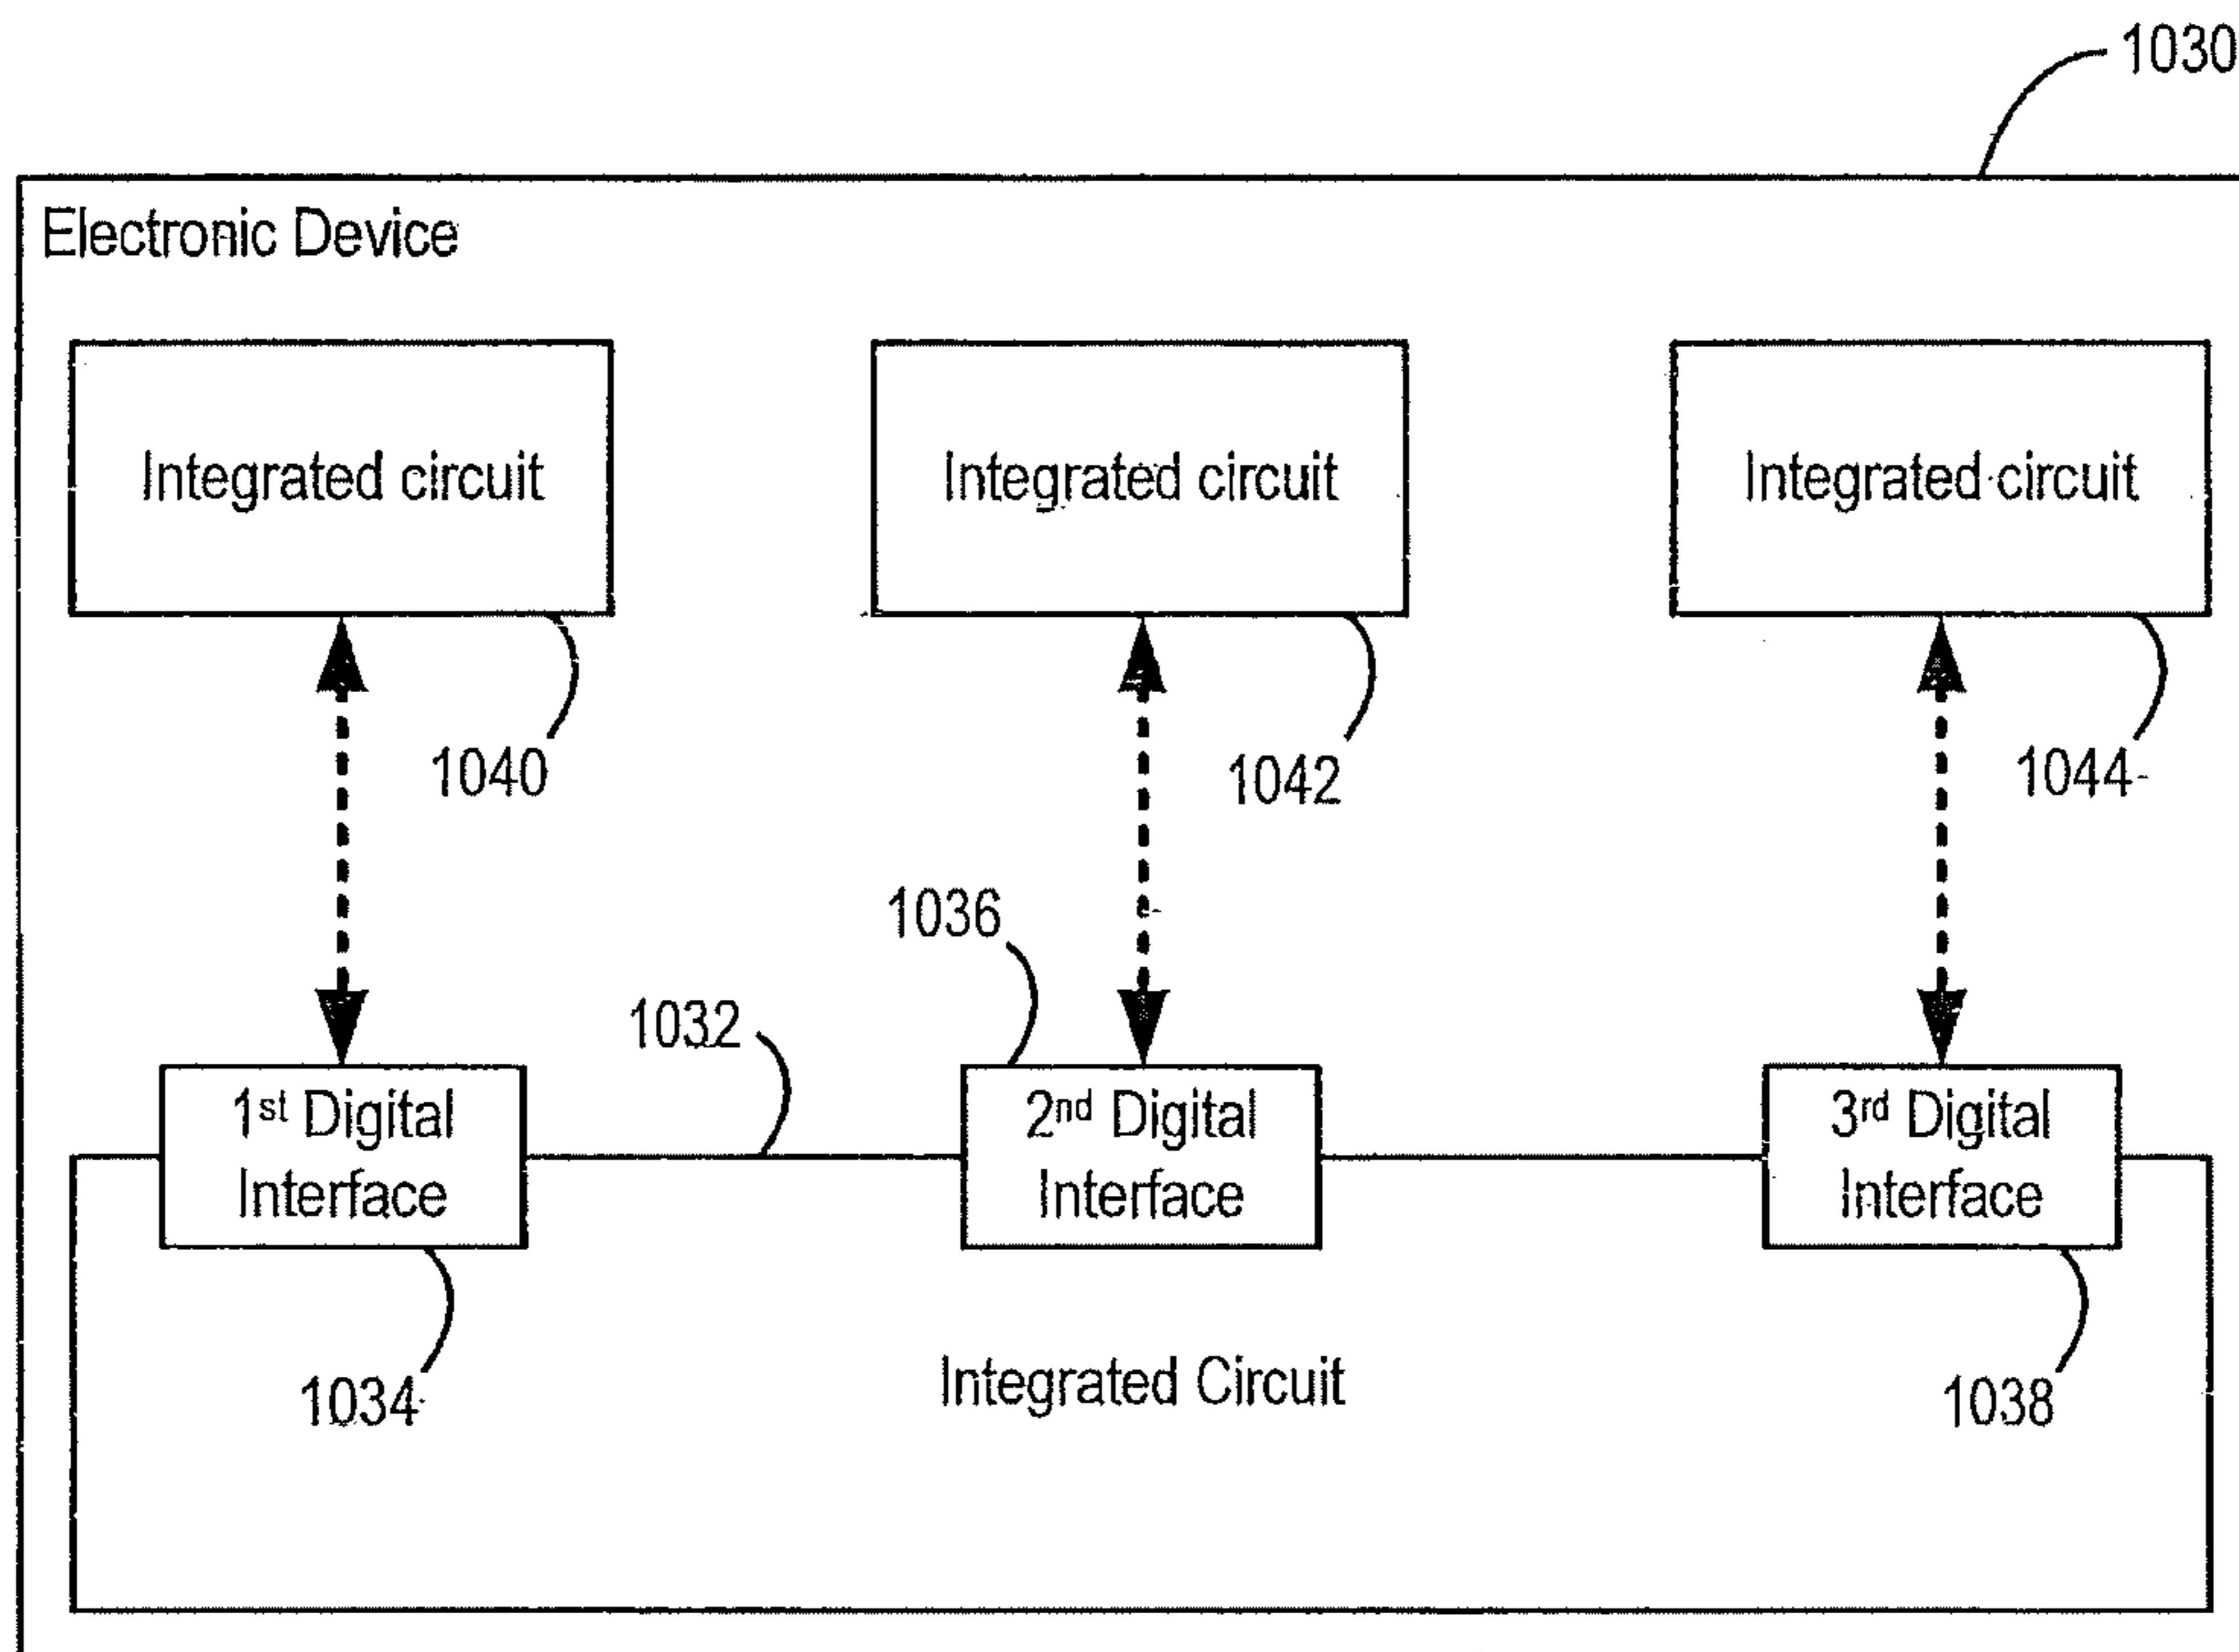 1030
Electronic Device
Integrated circuit
Integrated circuit
Integrated circuit
1040
1042
1044
1036
1032
1st Digital
Interface
2nd Digital
Interface
3rd Digital
Interface
1034
Integrated Circuit
1038